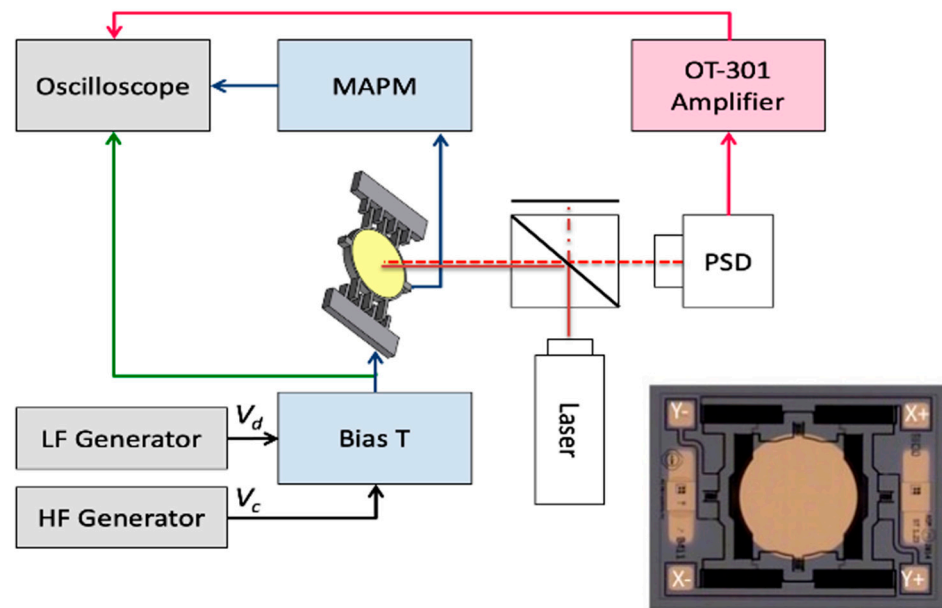 Oscilloscope
MAPM
OT-301
Amplifier
PSD
Laser
LF Generator
V_d
Bias T
HF Generator
V_c
Y-
X+
X-
Y+